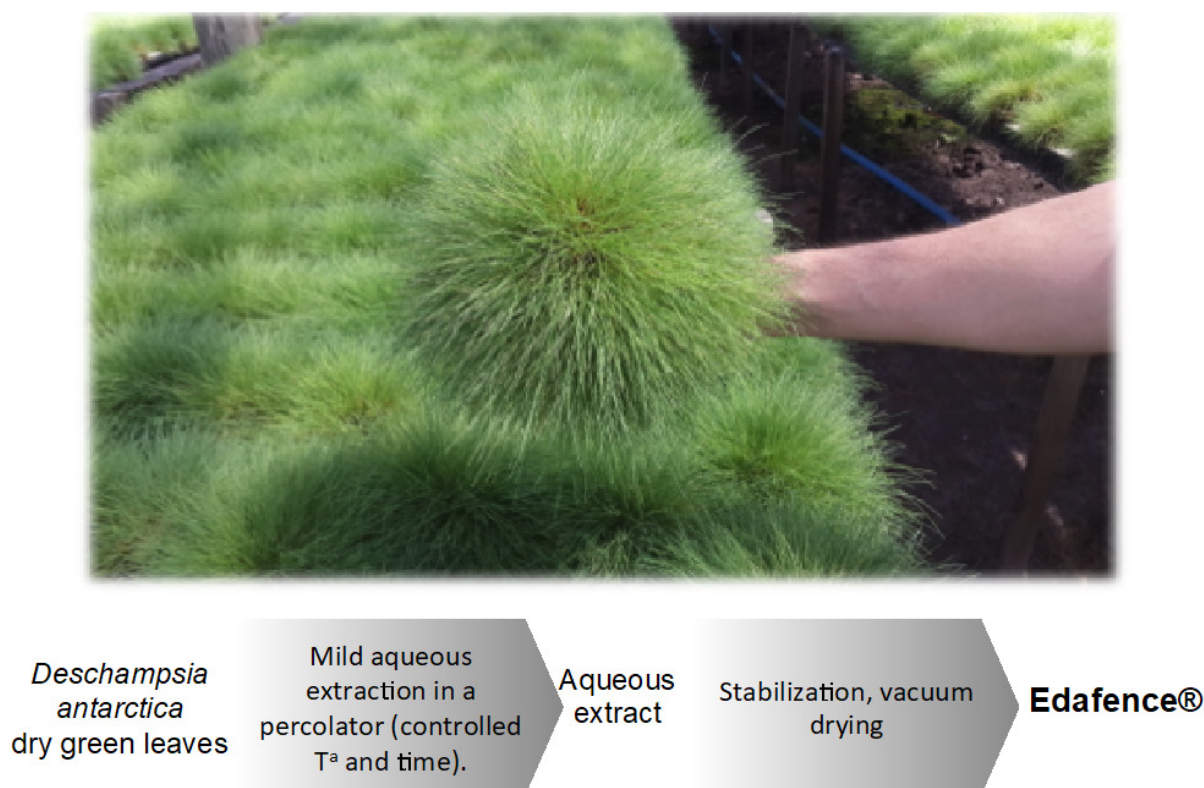 Deschampsia
antarctica
dry green leaves
Mild aqueous
extraction in a
percolator (controlled
Tª and time).
Aqueous
extract
Stabilization, vacuum
drying
Edafence®